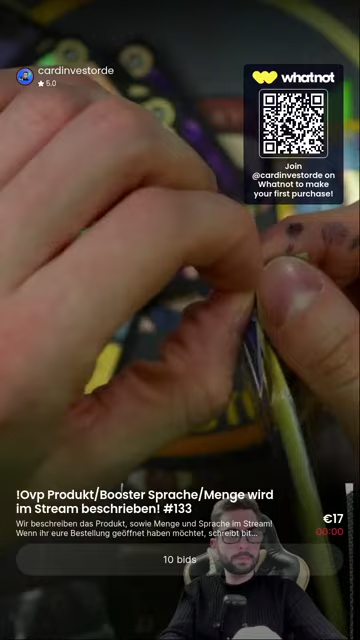 cardinvestorde
5.0
whatnot
Join
@cardinvestorde on
Whatnot to make
your first purchase!
!Ovp Produkt/Booster Sprache/Menge wird
im Stream beschrieben! #133
Wir beschreiben das Produkt, sowie Menge und Sprache im Stream!
Wenn ihr eure Bestellung geöffnet haben möchtet, schreibt bit...
€17
00:00
10 bids